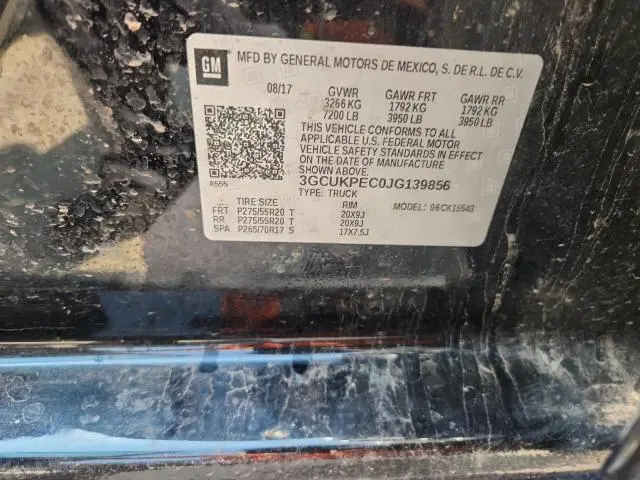 GM
MFD BY GENERAL MOTORS DE MEXICO, S. DE R.L. DE C.V.
08/17 GVWR GAWR FRT GAWR RR
3266 KG 1792 KG 1792 KG
7200 LB 3950 LB 3950 LB
THIS VEHICLE CONFORMS TO ALL
APPLICABLE U.S. FEDERAL MOTOR
VEHICLE SAFETY STANDARDS IN EFFECT
ON THE DATE OF MANUFACTURE
SHOWN ABOVE.
8555 3GCUKPEC0JG139856
TYPE: TRUCK
TIRE SIZE RIM MODEL: 06CK15543
FRT P275/55R20 T 20X9J
RR P275/55R20 T 20X9J
SPA P265/70R17 S 17X7.5J